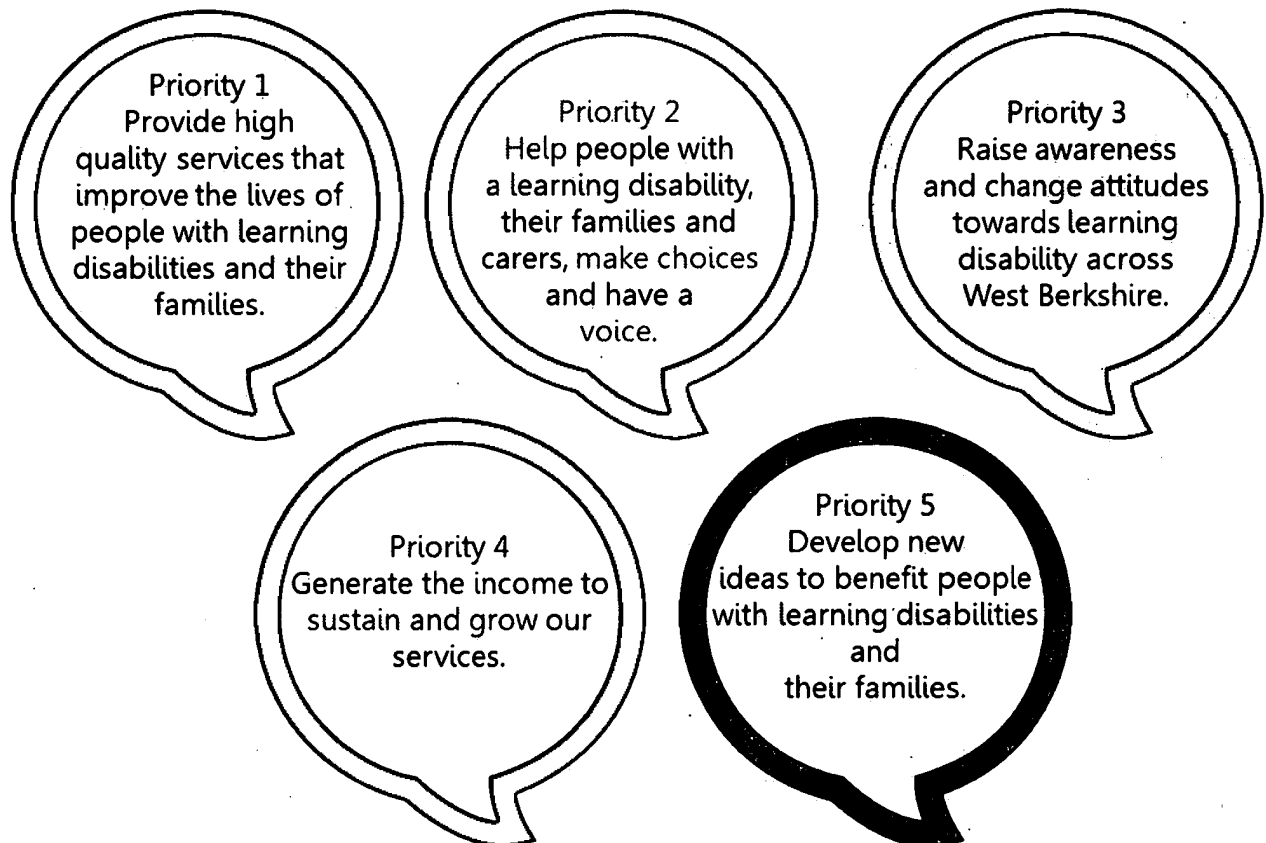 Priority 1
Provide high
quality services that
improve the lives of
people with learning
disabilities and their
families.
Priority 2
Help people with
a learning disability,
their families and
carers, make choices
and have a
voice.
Priority 3
Raise awareness
and change attitudes
towards learning
disability across
West Berkshire.
Priority 4
Generate the income to
sustain and grow our
services.
Priority 5
Develop new
ideas to benefit people
with learning disabilities
and
their families.